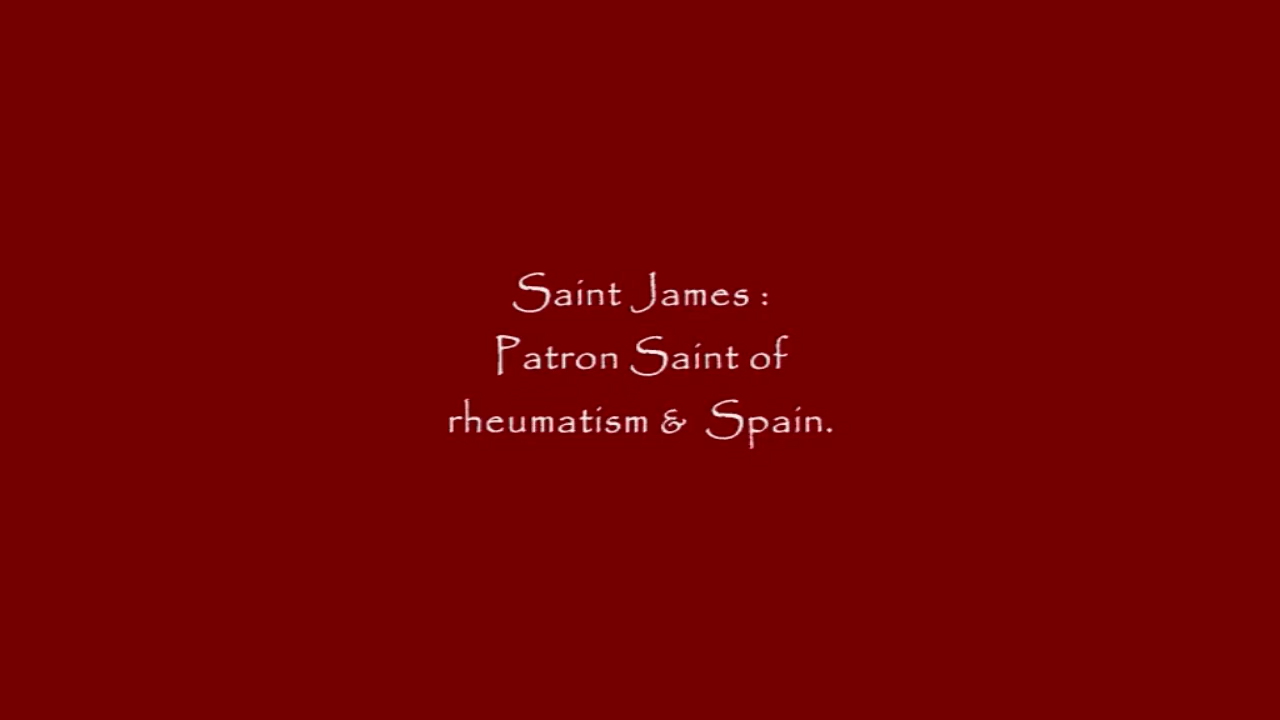 Saint James :
Patron Saint of
rheumatism & Spain.